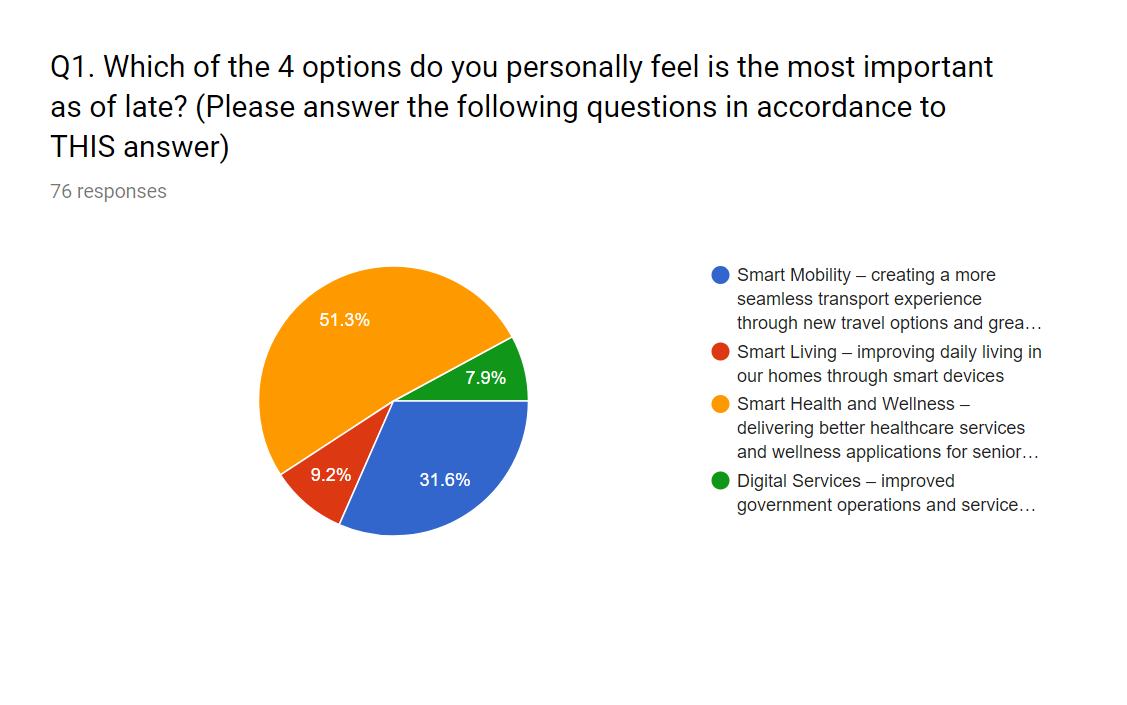 Q1. Which of the 4 options do you personally feel is the most important
as of late? (Please answer the following questions in accordance to
THIS answer)
76 responses
51.3%
7.9%
9.2%
31.6%
Smart Mobility – creating a more
seamless transport experience
through new travel options and grea…
Smart Living – improving daily living in
our homes through smart devices
Smart Health and Wellness –
delivering better healthcare services
and wellness applications for senior…
Digital Services – improved
government operations and service…